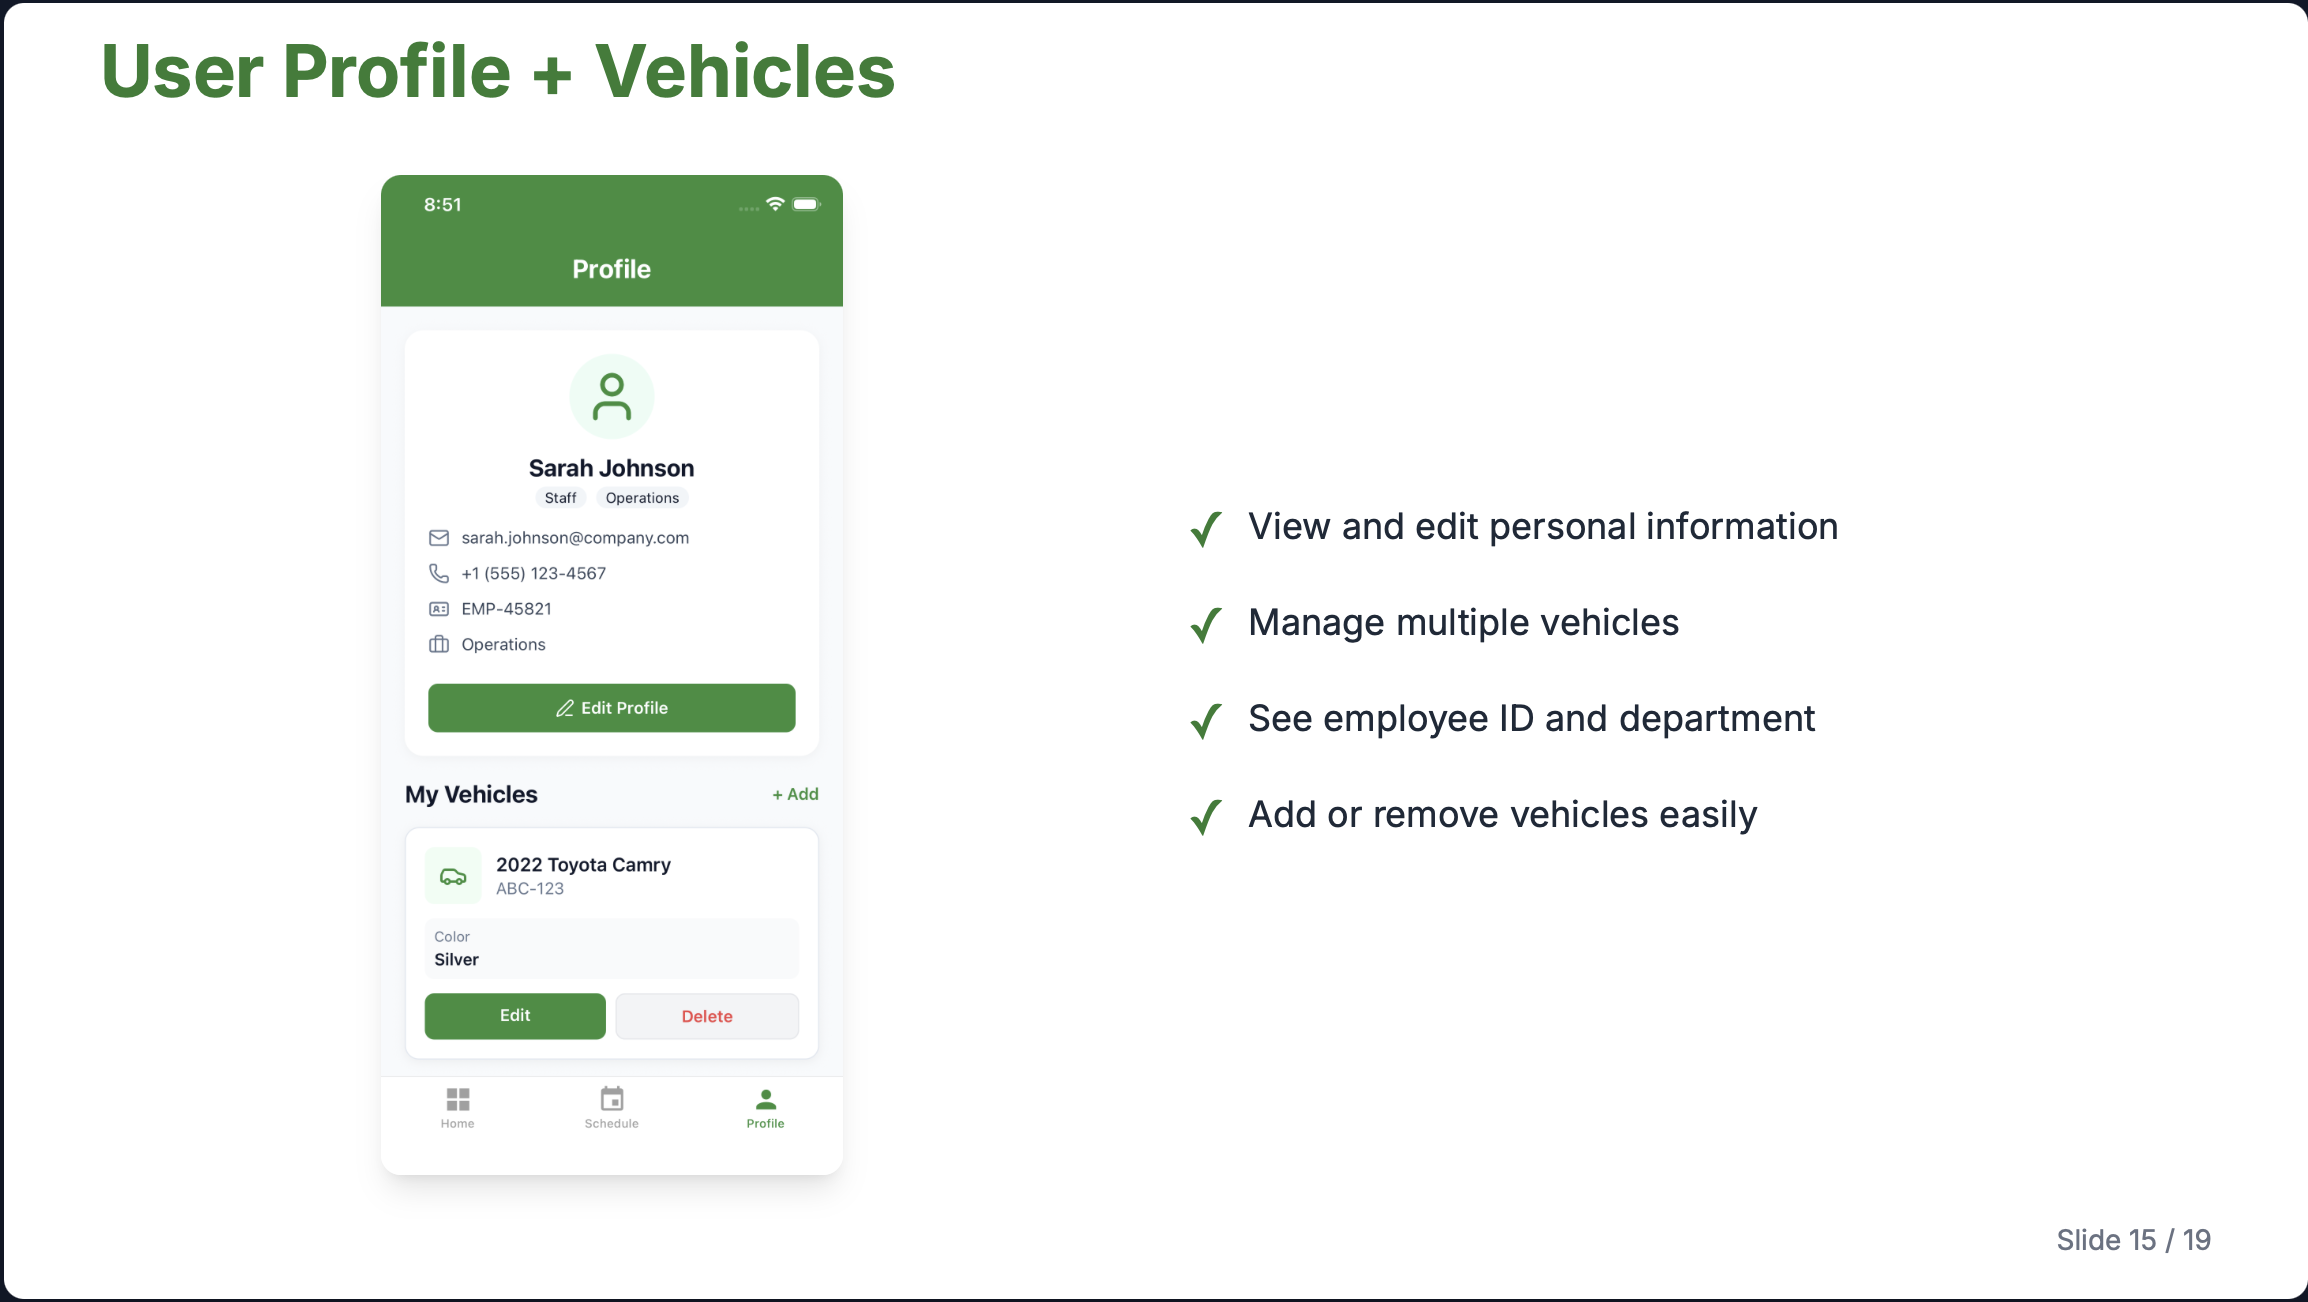 User Profile + Vehicles
8:51
Profile
Sarah Johnson
Staff Operations
sarah.johnson@company.com
+1 (555) 123-4567
EMP-45821
Operations
Edit Profile
My Vehicles + Add
2022 Toyota Camry
ABC-123
Color
Silver
Edit Delete
Home Schedule Profile
View and edit personal information
Manage multiple vehicles
See employee ID and department
Add or remove vehicles easily
Slide 15 / 19